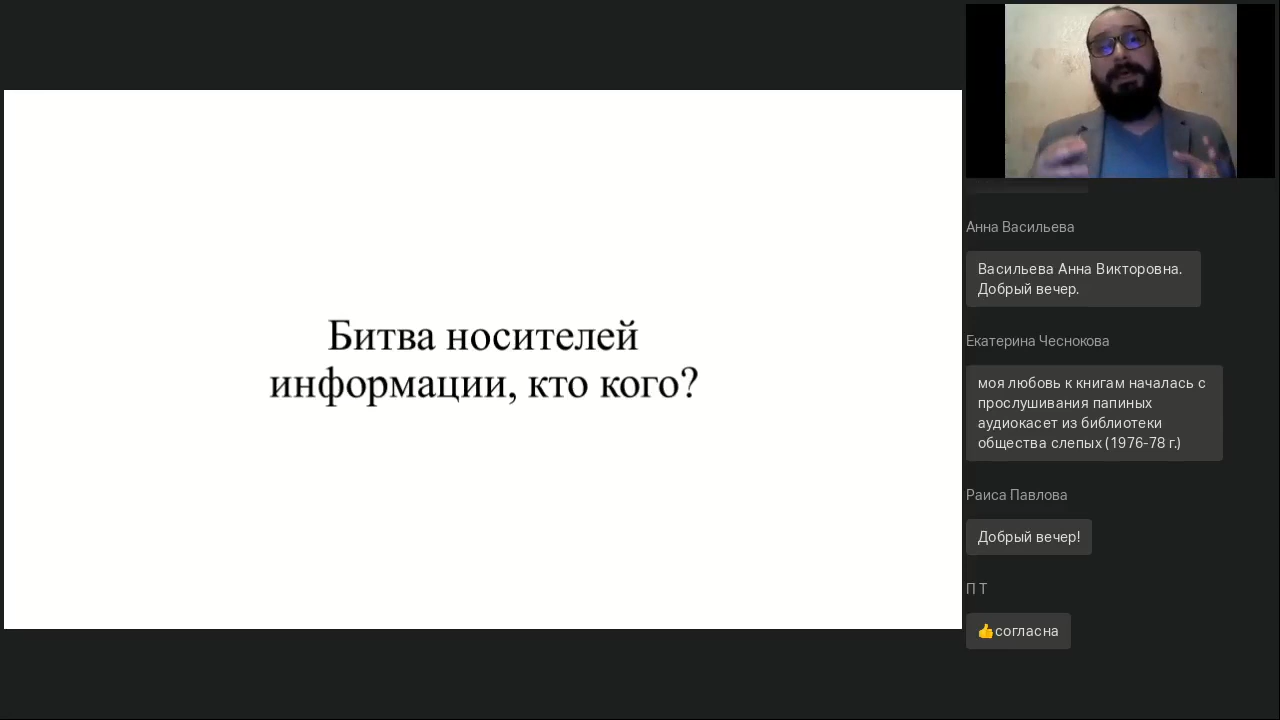 Битва носителей
информации, кто кого?
Анна Васильева
Васильева Анна Викторовна.
Добрый вечер.
Екатерина Чеснокова
моя любовь к книгам началась с
прослушивания папиных
аудиокасет из библиотеки
общества слепых (1976-78 г.)
Раиса Павлова
Добрый вечер!
П Т
👍согласна